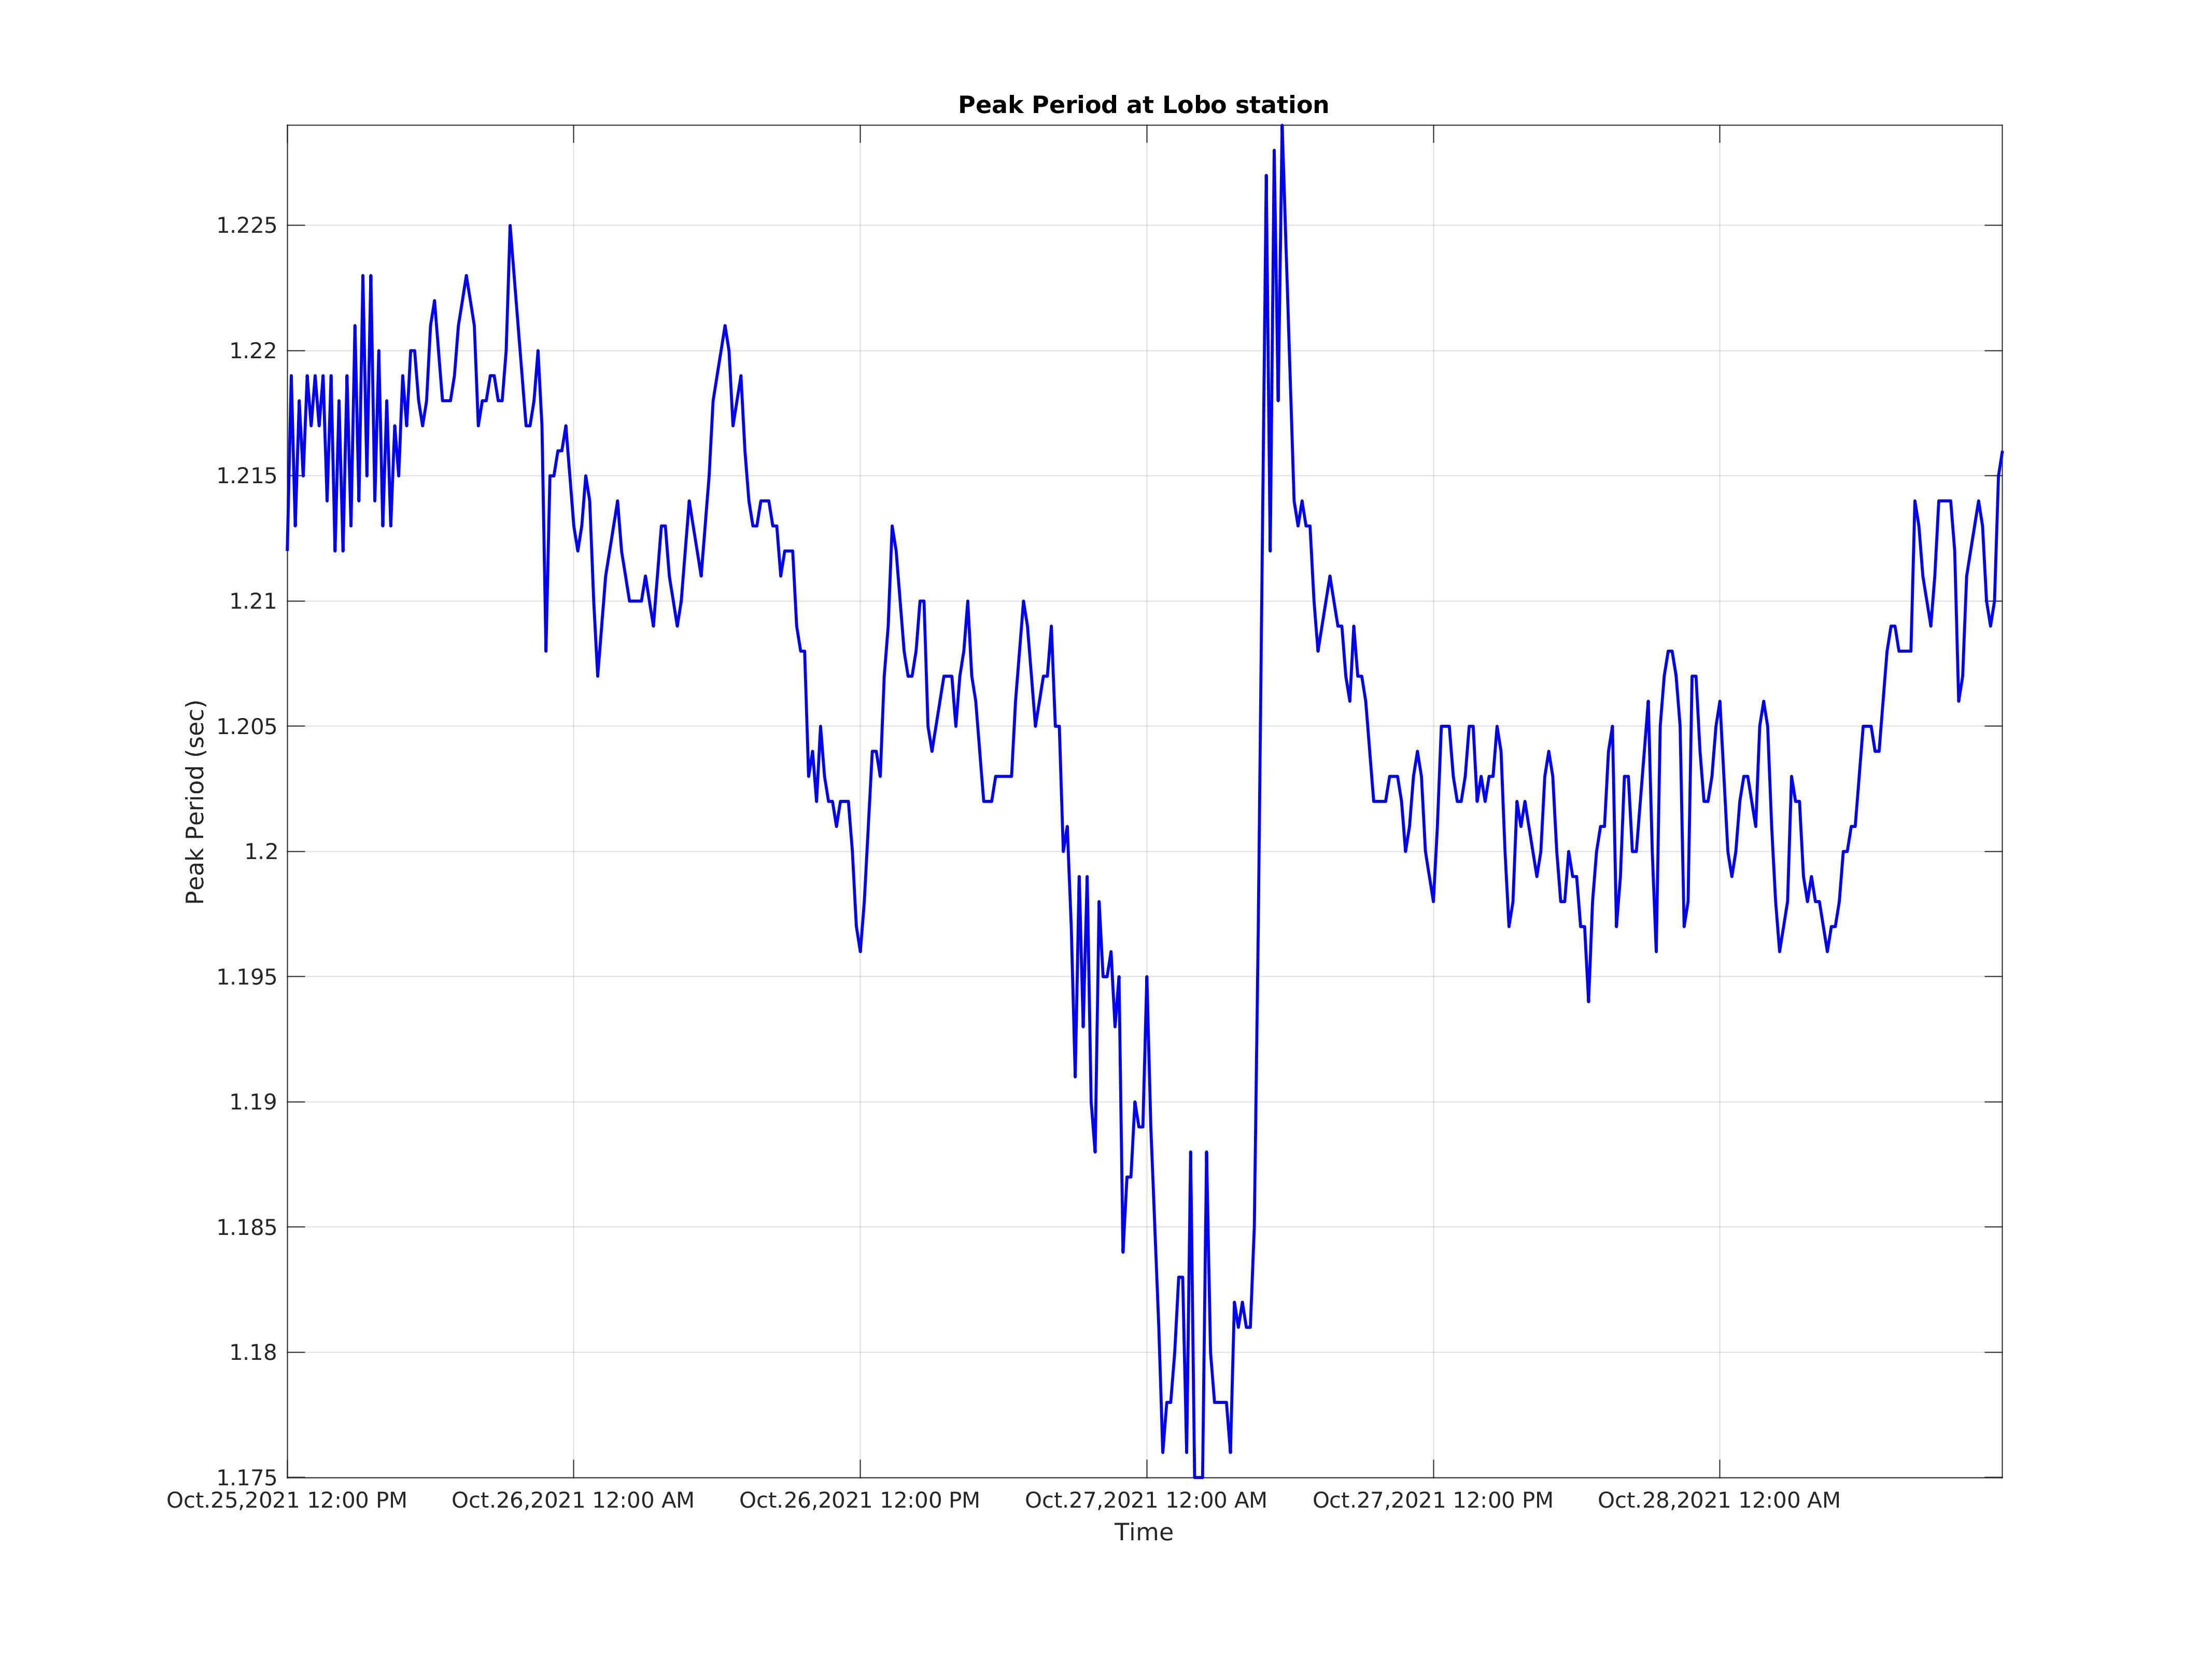 Peak Period at Lobo station
1.225
1.22
1.215
1.21
1.205
1.2
1.195
1.19
1.185
1.18
1.175
Peak Period (sec)
Oct.25,2021 12:00 PM Oct.26,2021 12:00 AM Oct.26,2021 12:00 PM Oct.27,2021 12:00 AM Oct.27,2021 12:00 PM Oct.28,2021 12:00 AM
Time